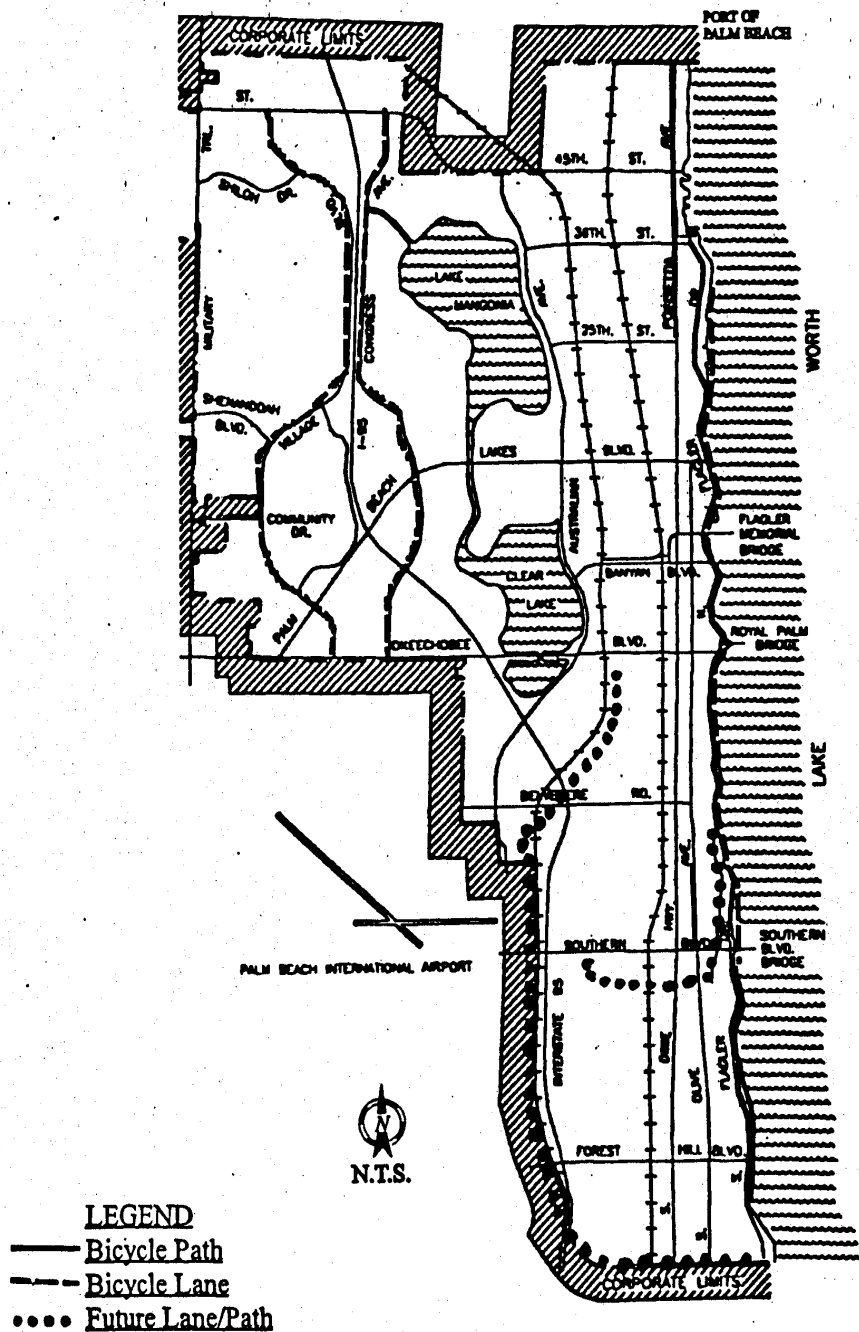 PORT OF
PALM BEACH
CORPORATE LIMITS
ST.
TRL.
SHILOH DR.
AVE.
45TH. ST.
AVE.
36TH. ST.
LAKE
MANGONIA
AVE.
MILITARY
CONGRESS
25TH. ST.
WORTH
SHENANDOAH
BLVD.
VILLAGE
I-95
BEACH
LAKES
BLVD.
FLAGLER
AUSTRALIAN
COMMUNITY
DR.
FLAGLER
MEMORIAL
BRIDGE
CLEAR
LAKE
BANYAN BLVD.
N.
PALM
OKEECHOBEE
BLVD.
ROYAL PALM
BRIDGE
LAKE
BELVEDERE RD.
AVE.
HWY.
SOUTHERN BLVD.
SOUTHERN
BLVD.
BRIDGE
PALM BEACH INTERNATIONAL AIRPORT
INTERSTATE 95
DIXIE
OLIVE
FLAGLER
N
N.T.S.
FOREST HILL BLVD.
S.
S.
CORPORATE LIMITS
LEGEND
Bicycle Path
Bicycle Lane
Future Lane/Path